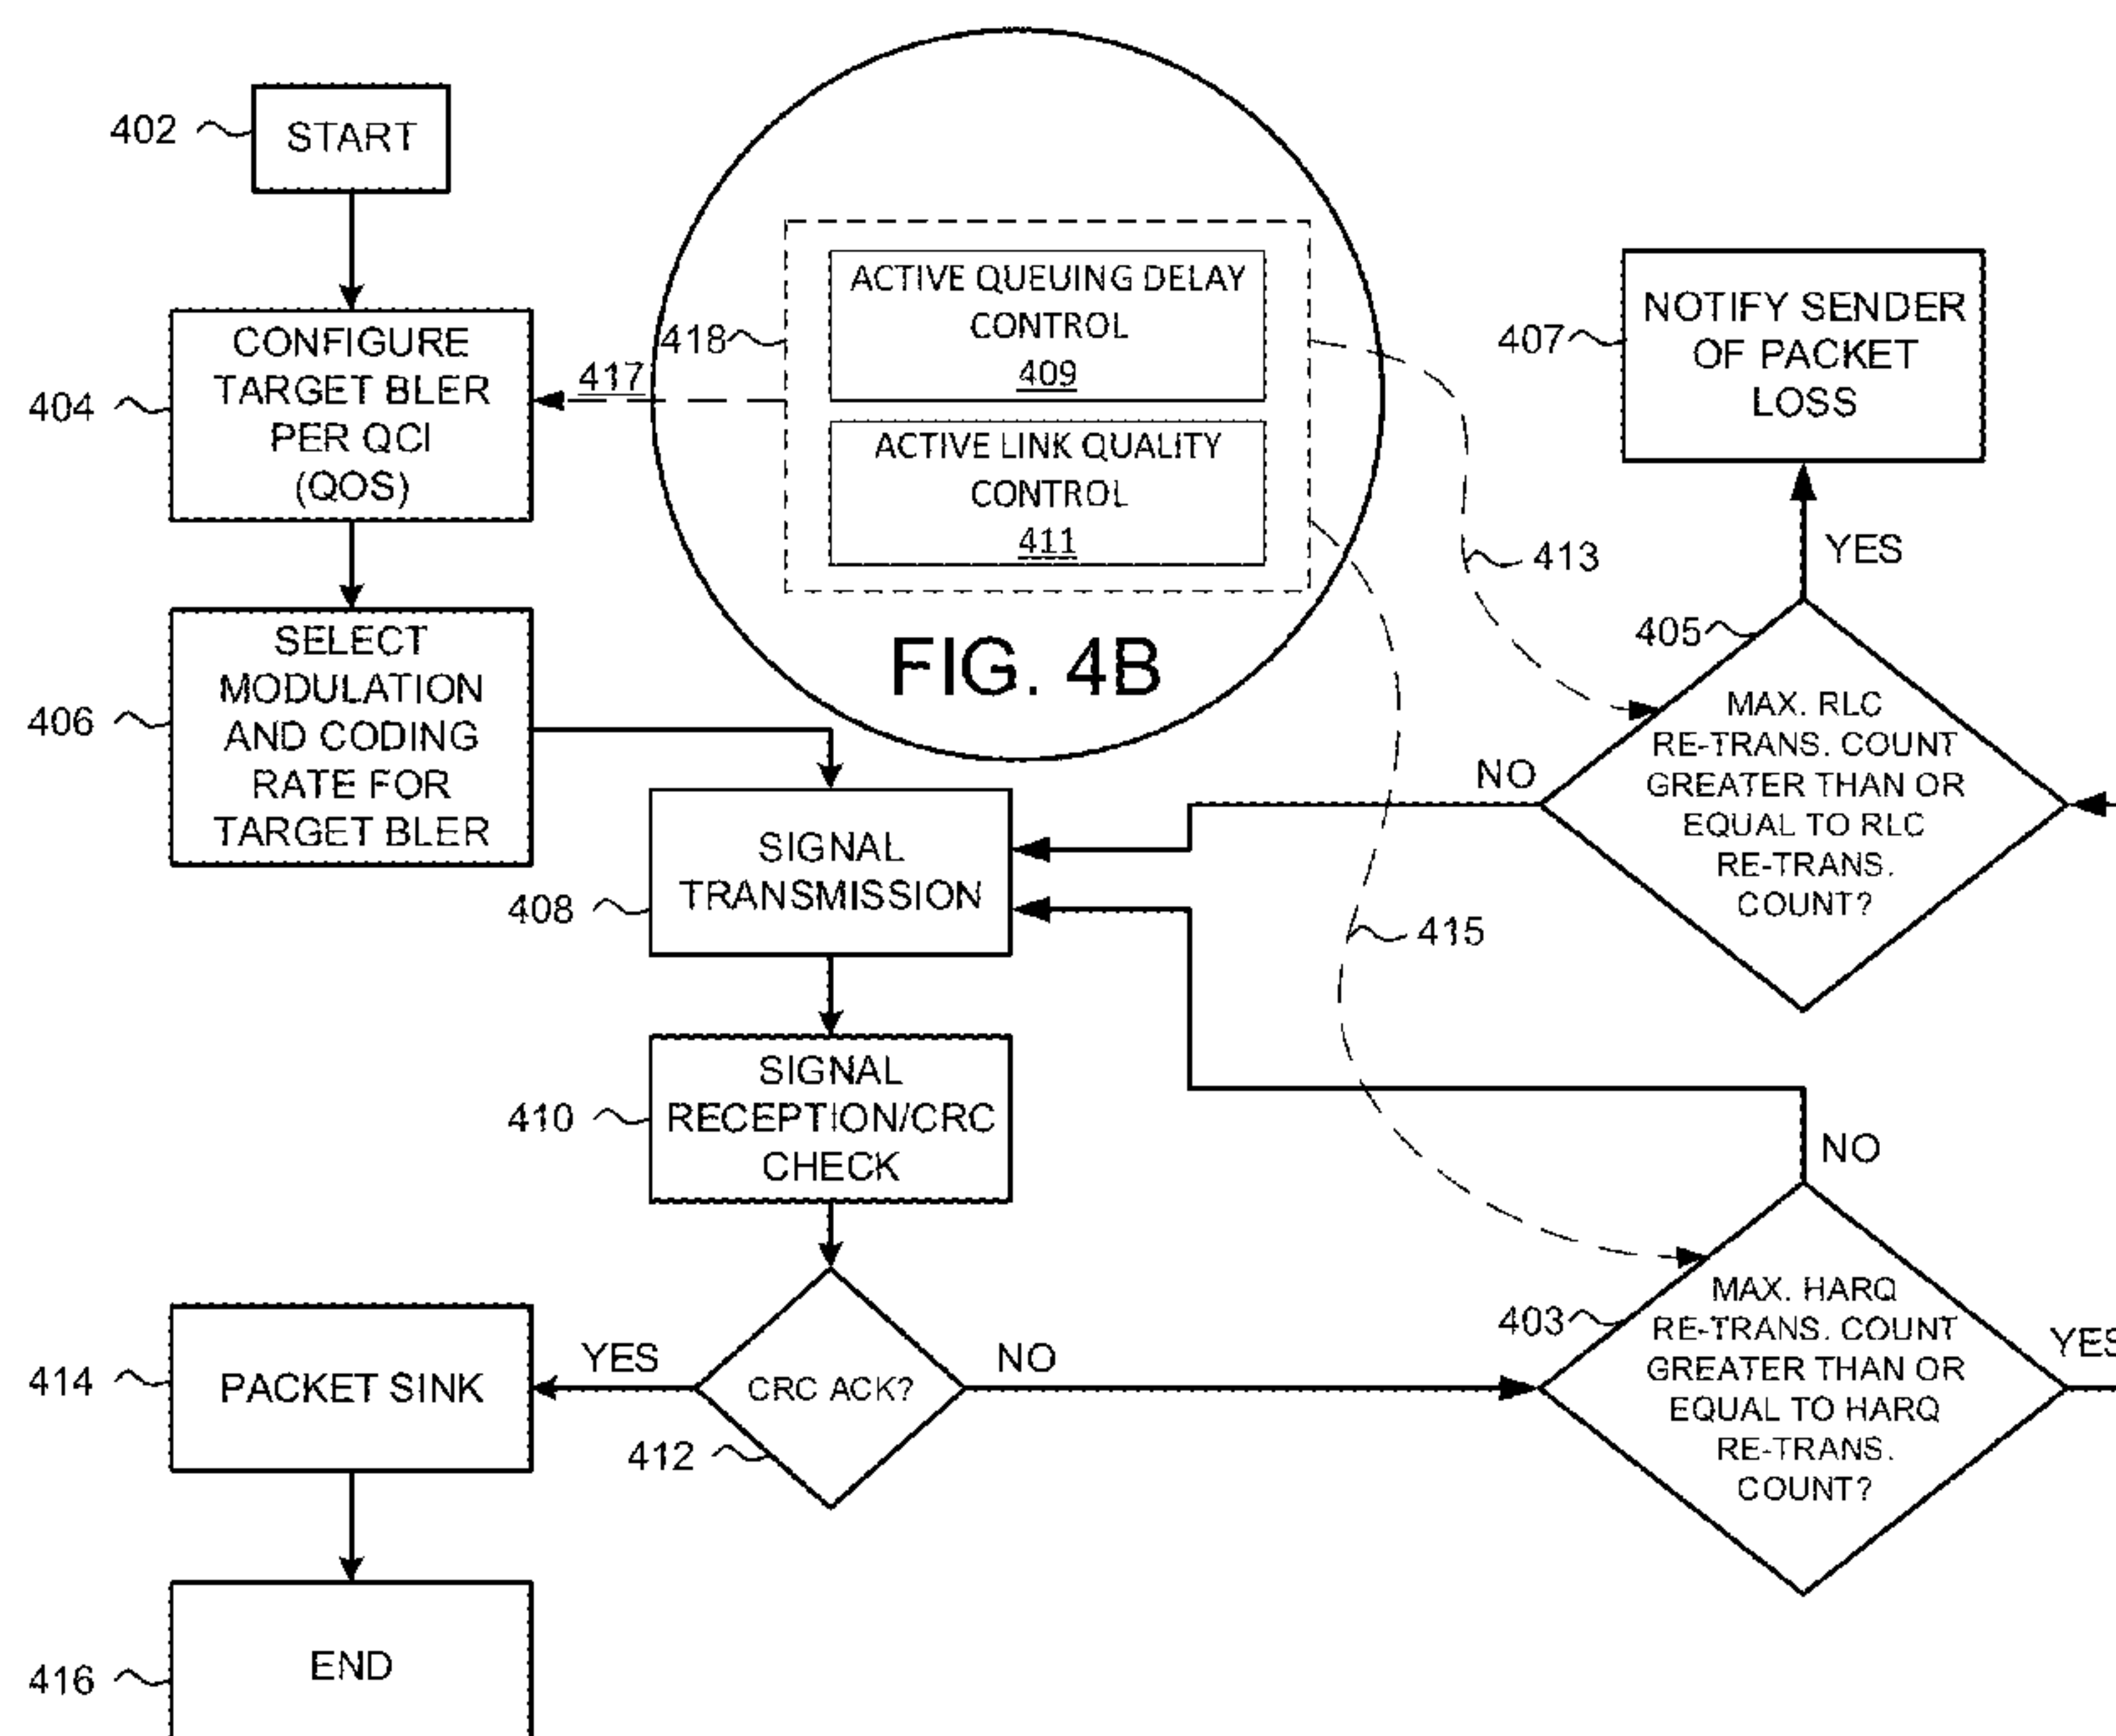 402
START
CONFIGURE
TARGET BLER
PER QCI
(QOS)
404
SELECT
MODULATION
AND CODING
RATE FOR
TARGET BLER
406
417
418
ACTIVE QUEUING DELAY
CONTROL
409
ACTIVE LINK QUALITY
CONTROL
411
FIG. 4B
413
415
407
NOTIFY SENDER
OF PACKET
LOSS
YES
405
MAX. RLC
RE-TRANS. COUNT
GREATER THAN OR
EQUAL TO RLC
RE-TRANS.
COUNT?
NO
SIGNAL
TRANSMISSION
408
SIGNAL
RECEPTION/CRC
CHECK
410
NO
403
MAX. HARQ
RE-TRANS. COUNT
GREATER THAN OR
EQUAL TO HARQ
RE-TRANS.
COUNT?
YES
CRC ACK?
412
NO
YES
414
PACKET SINK
416
END